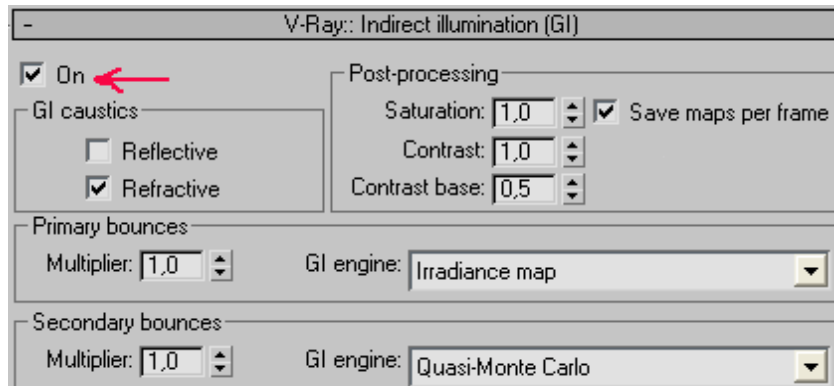 - V-Ray:: Indirect illumination (GI)
On
GI caustics
Reflective
Refractive
Post-processing
Saturation: 1,0 Save maps per frame
Contrast: 1,0
Contrast base: 0,5
Primary bounces
Multiplier: 1,0 GI engine: Irradiance map
Secondary bounces
Multiplier: 1,0 GI engine: Quasi-Monte Carlo